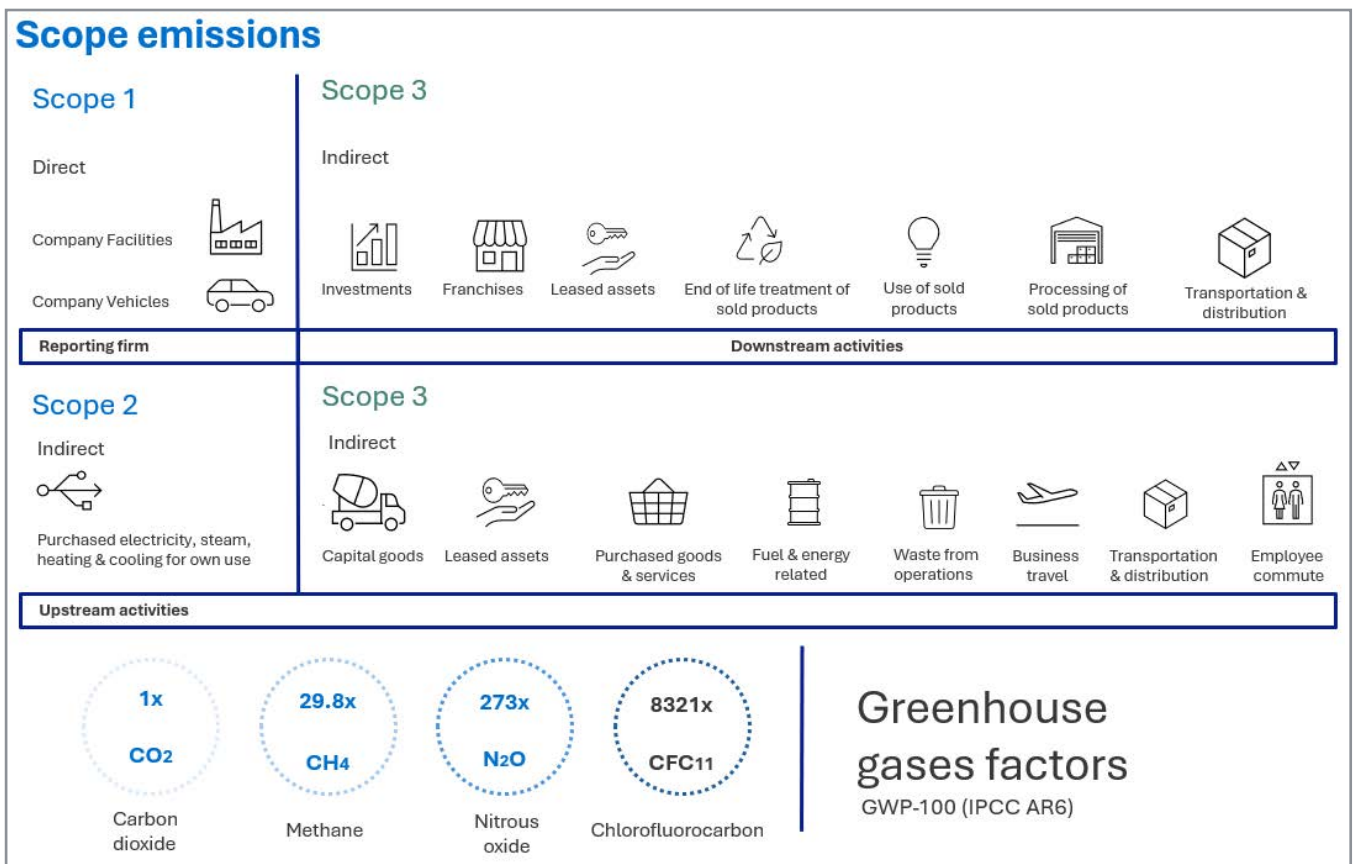 Scope emissions
Scope 1
Direct
Company Facilities
Company Vehicles
Scope 3
Indirect
Investments
Franchises
Leased assets
End of life treatment of
sold products
Use of sold
products
Processing of
sold products
Transportation &
distribution
Reporting firm
Downstream activities
Scope 2
Indirect
Purchased electricity, steam,
heating & cooling for own use
Scope 3
Indirect
Capital goods
Leased assets
Purchased goods
& services
Fuel & energy
related
Waste from
operations
Business
travel
Transportation
& distribution
Employee
commute
Upstream activities
1x
CO2
Carbon
dioxide
29.8x
CH4
Methane
273x
N2O
Nitrous
oxide
8321x
CFC11
Chlorofluorocarbon
Greenhouse
gases factors
GWP-100 (IPCC AR6)